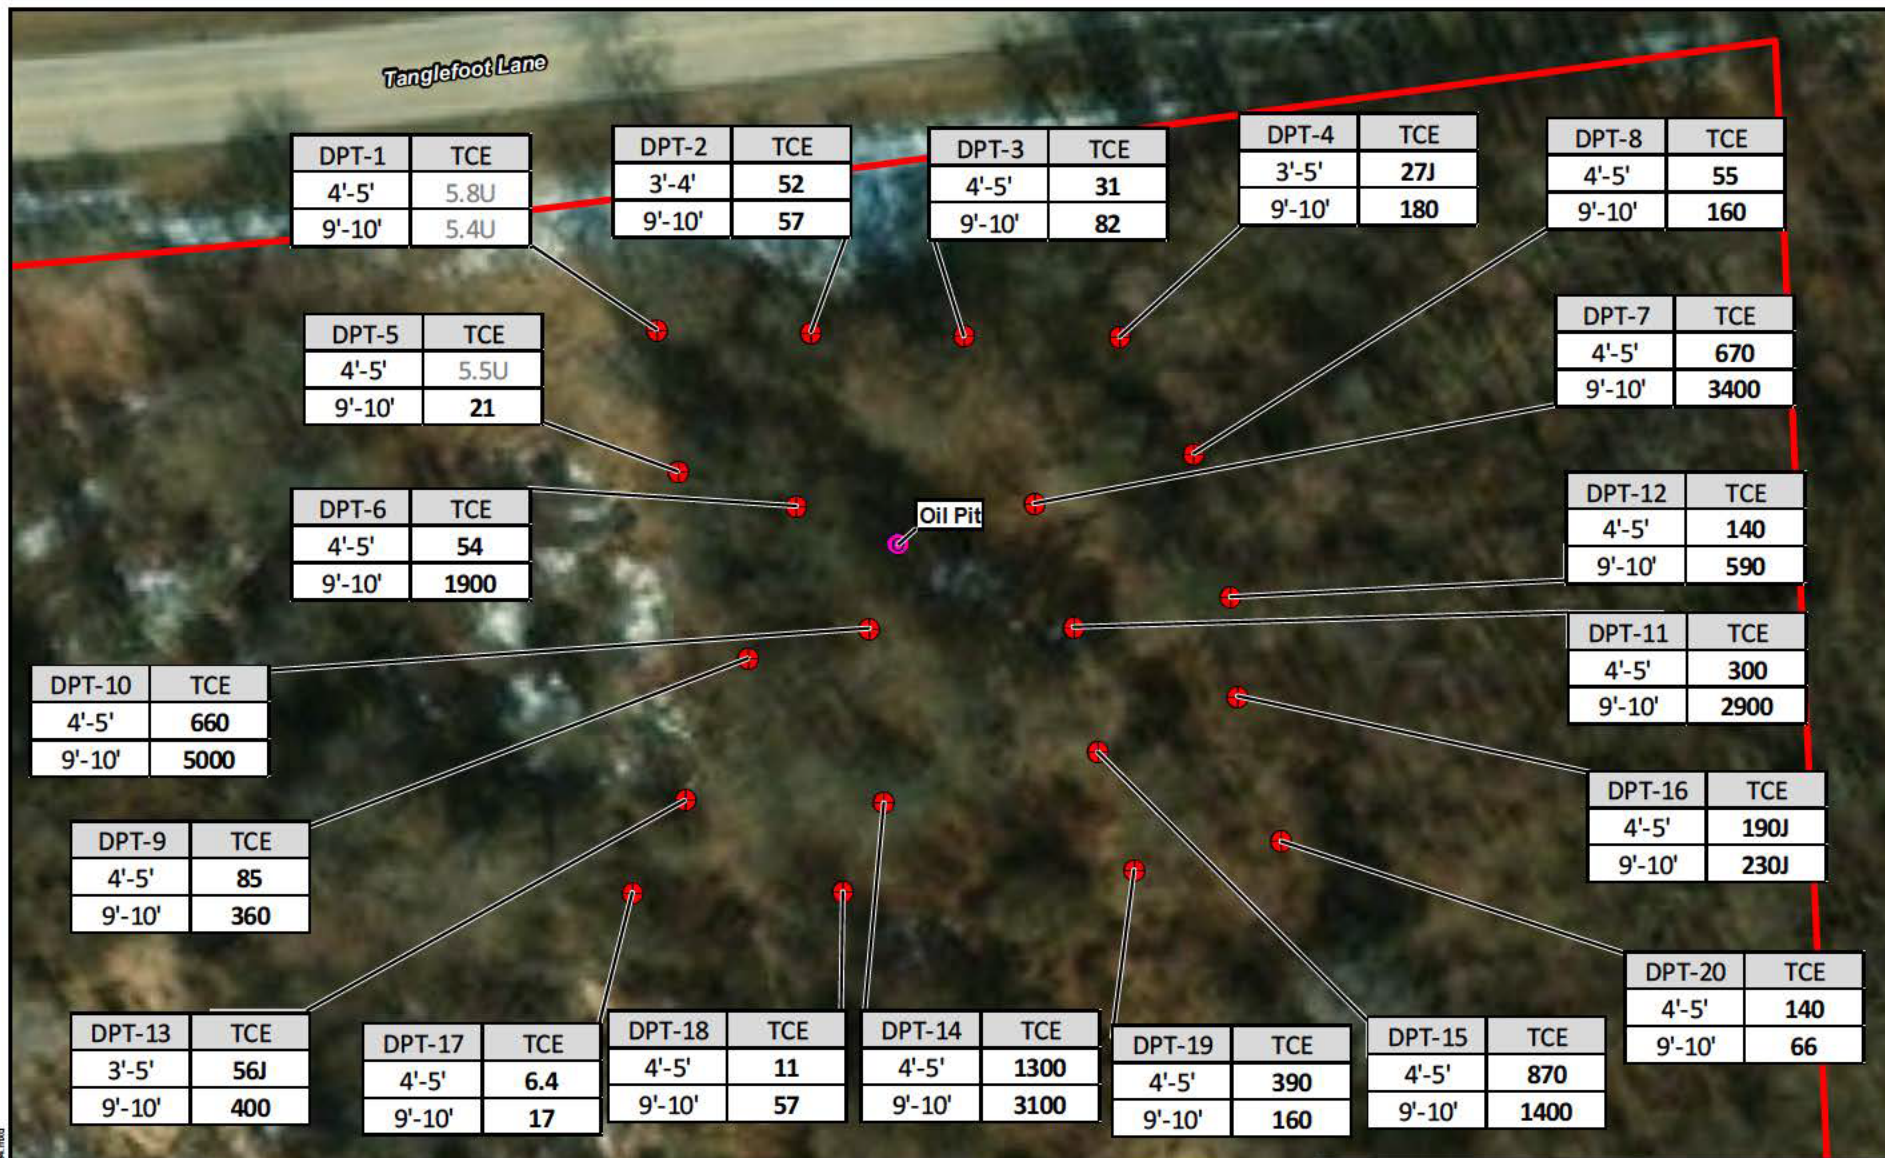 Tanglefoot Lane
DPT-1 TCE
4'-5' 5.8U
9'-10' 5.4U
DPT-2 TCE
3'-4' 52
9'-10' 57
DPT-3 TCE
4'-5' 31
9'-10' 82
DPT-4 TCE
3'-5' 27J
9'-10' 180
DPT-8 TCE
4'-5' 55
9'-10' 160
DPT-5 TCE
4'-5' 5.5U
9'-10' 21
DPT-7 TCE
4'-5' 670
9'-10' 3400
DPT-6 TCE
4'-5' 54
9'-10' 1900
Oil Pit
DPT-12 TCE
4'-5' 140
9'-10' 590
DPT-11 TCE
4'-5' 300
9'-10' 2900
DPT-10 TCE
4'-5' 660
9'-10' 5000
DPT-16 TCE
4'-5' 190J
9'-10' 230J
DPT-9 TCE
4'-5' 85
9'-10' 360
DPT-20 TCE
4'-5' 140
9'-10' 66
DPT-13 TCE
3'-5' 56J
9'-10' 400
DPT-17 TCE
4'-5' 6.4
9'-10' 17
DPT-18 TCE
4'-5' 11
9'-10' 57
DPT-14 TCE
4'-5' 1300
9'-10' 3100
DPT-19 TCE
4'-5' 390
9'-10' 160
DPT-15 TCE
4'-5' 870
9'-10' 1400